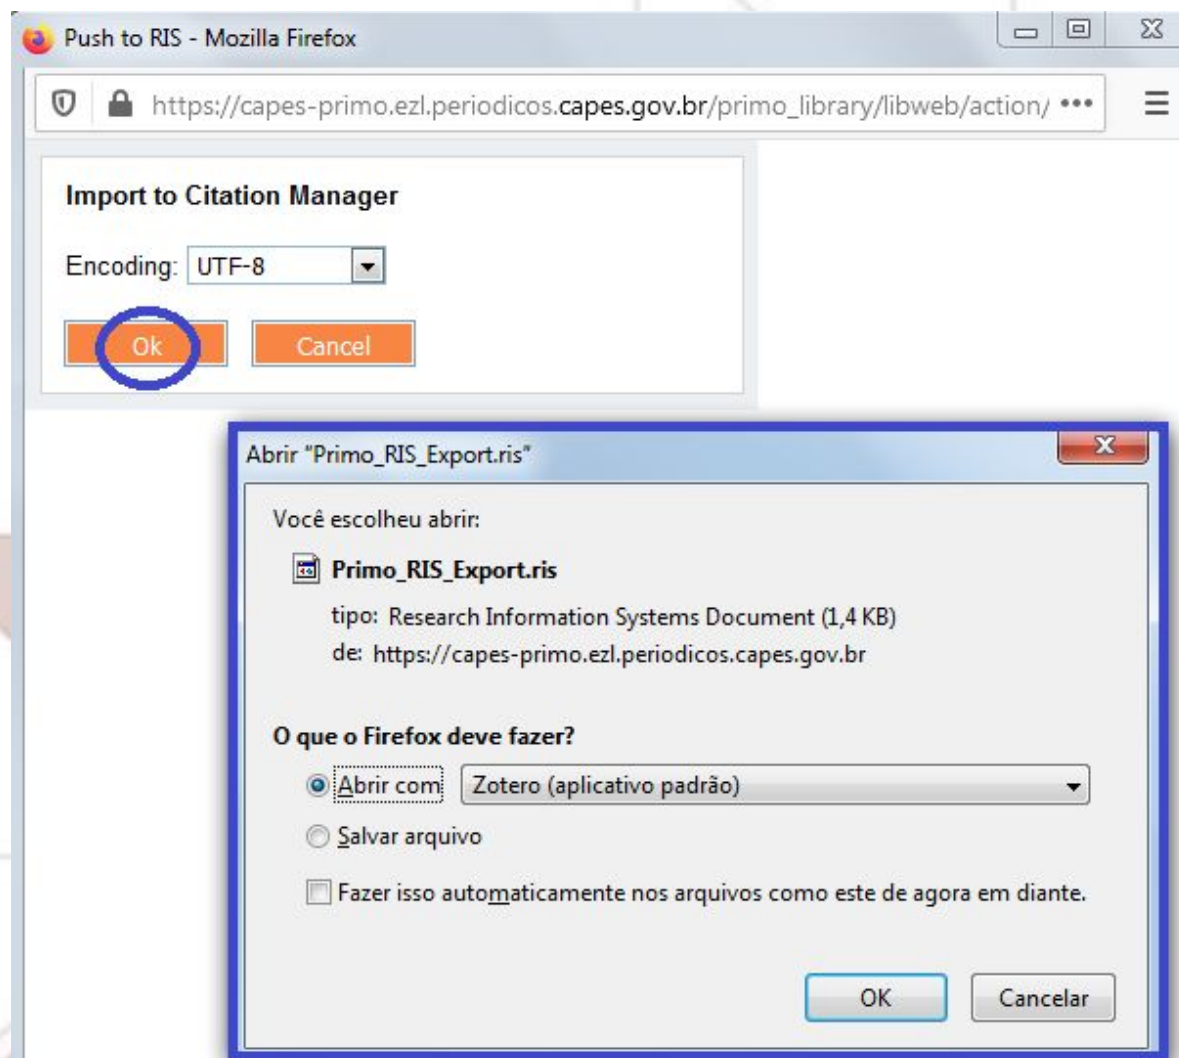 Push to RIS - Mozilla Firefox
https://capes-primo.ezl.periodicos.capes.gov.br/primo_library/libweb/action/ •••
Import to Citation Manager
Encoding: UTF-8
Ok Cancel
Abrir "Primo_RIS_Export.ris"
Você escolheu abrir:
Primo_RIS_Export.ris
tipo: Research Information Systems Document (1,4 KB)
de: https://capes-primo.ezl.periodicos.capes.gov.br
O que o Firefox deve fazer?
Abrir com Zotero (aplicativo padrão)
Salvar arquivo
Fazer isso automaticamente nos arquivos como este de agora em diante.
OK Cancelar